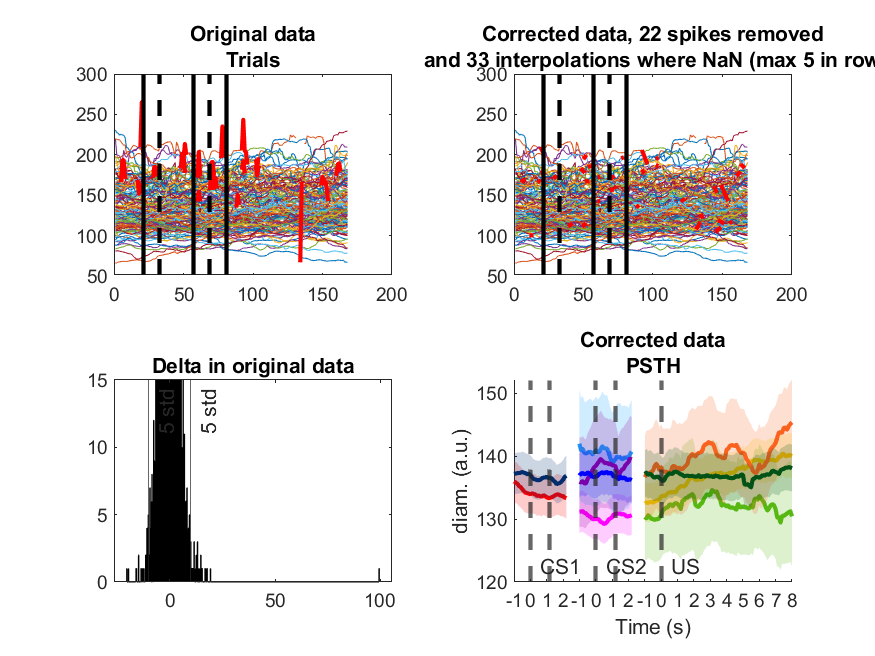 Original data
Trials
300
250
200
150
100
50
0 50 100 150 200
Corrected data, 22 spikes removed
and 33 interpolations where NaN (max 5 in row
300
250
200
150
100
50
0 50 100 150 200
Delta in original data
15
10
5
0
5 std
5 std
0 50 100
Corrected data
PSTH
diam. (a.u.)
150
140
130
120
CS1 CS2 US
-1 0 1 2 -1 0 1 2 -1 0 1 2 3 4 5 6 7 8
Time (s)